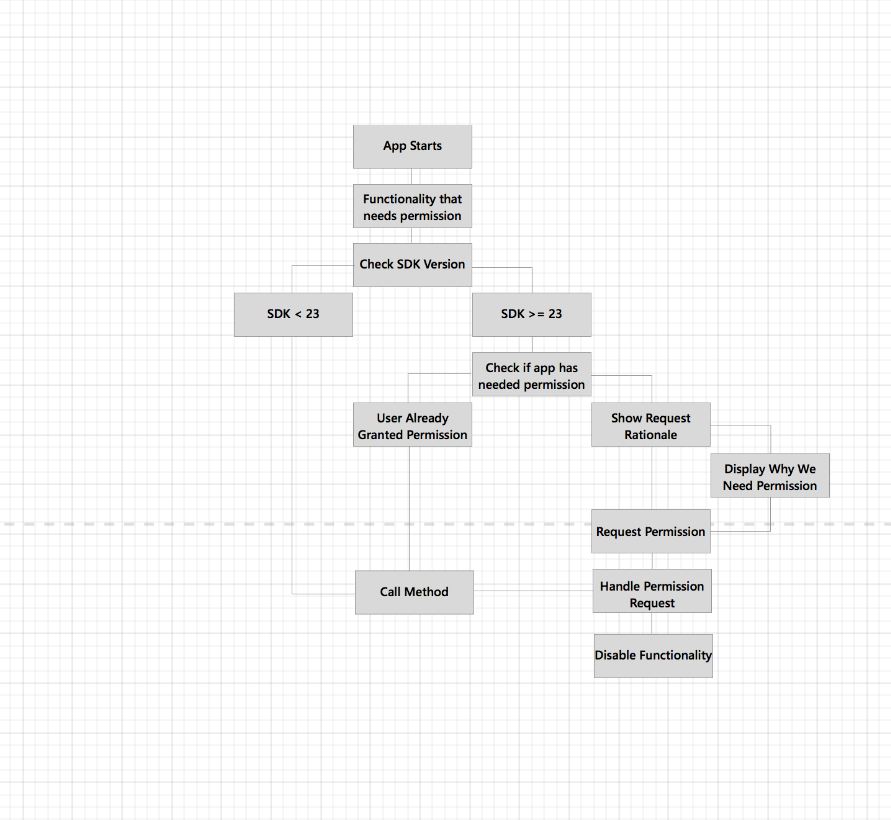 App Starts
Functionality that
needs permission
Check SDK Version
SDK < 23
SDK >= 23
Check if app has
needed permission
User Already
Granted Permission
Show Request
Rationale
Display Why We
Need Permission
Request Permission
Call Method
Handle Permission
Request
Disable Functionality